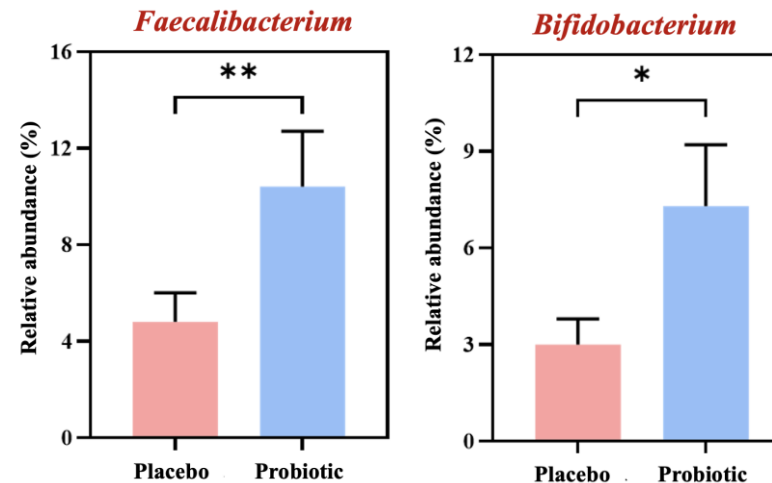 Faecalibacterium
16
12
8
4
0
Relative abundance (%)
**
Placebo
Probiotic
Bifidobacterium
12
9
6
3
0
Relative abundance (%)
*
Placebo
Probiotic